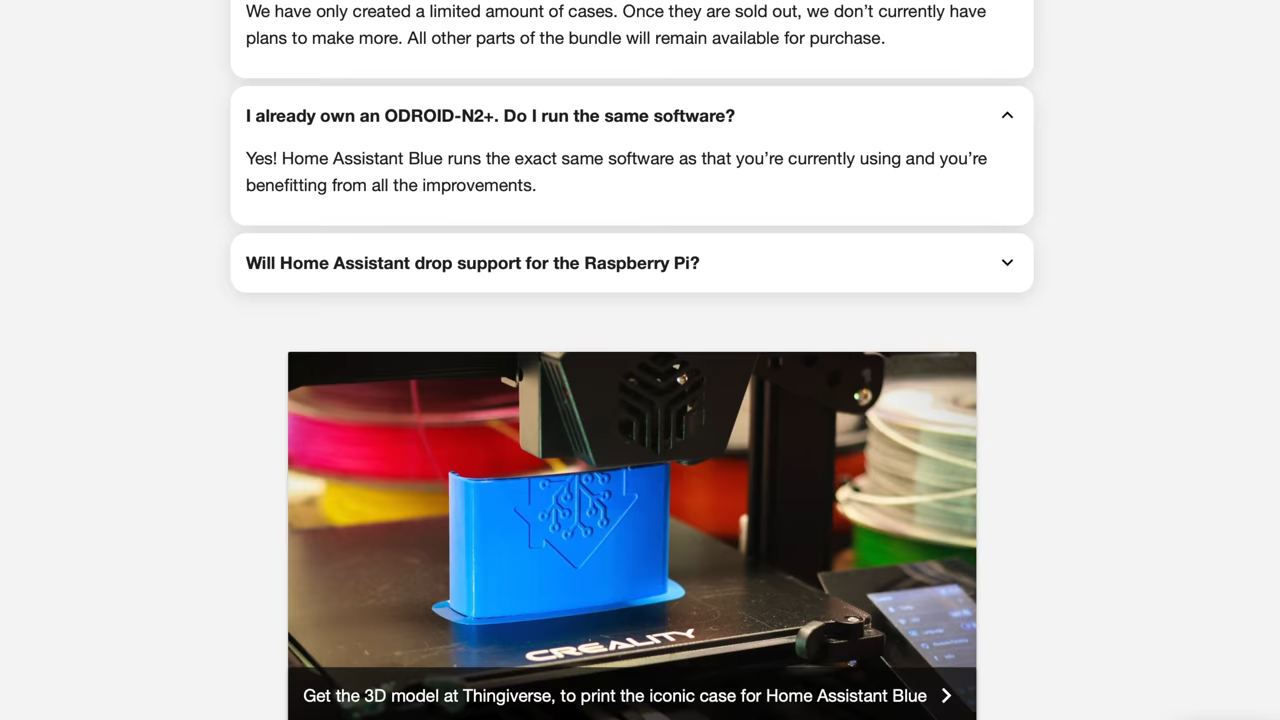 We have only created a limited amount of cases. Once they are sold out, we don’t currently have
plans to make more. All other parts of the bundle will remain available for purchase.
I already own an ODROID-N2+. Do I run the same software?
Yes! Home Assistant Blue runs the exact same software as that you’re currently using and you’re
benefitting from all the improvements.
Will Home Assistant drop support for the Raspberry Pi?
CREALITY
Get the 3D model at Thingiverse, to print the iconic case for Home Assistant Blue